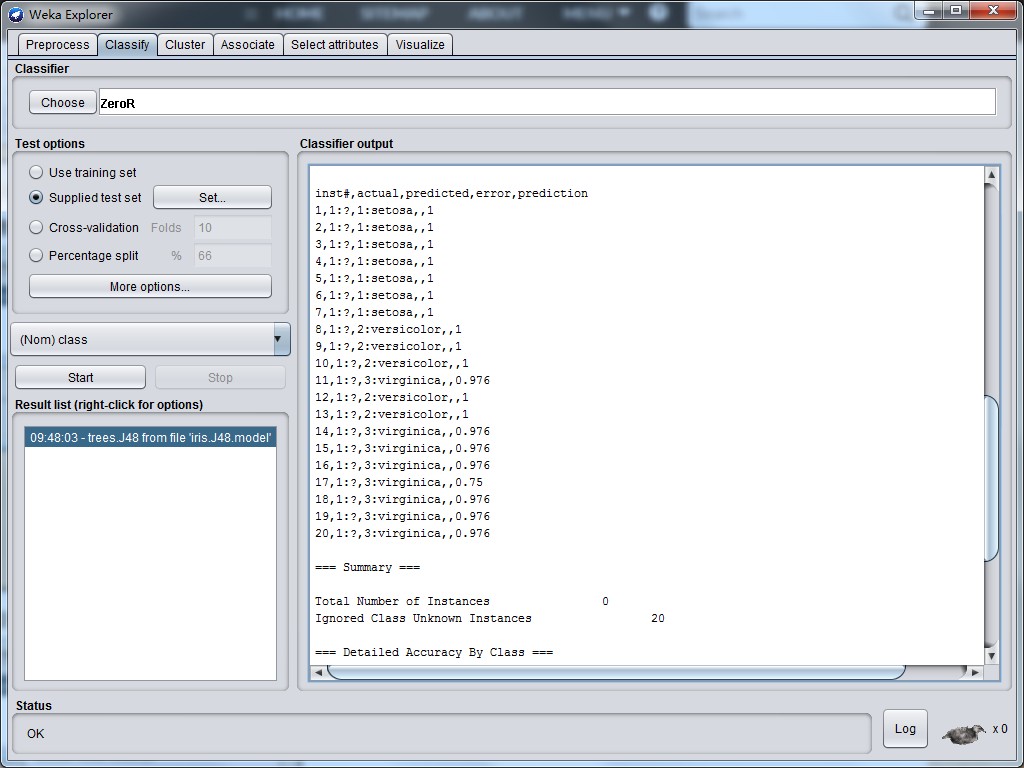 Weka Explorer
HOME SITEMAP ABOUT MENU
Search
Preprocess Classify Cluster Associate Select attributes Visualize
Classifier
Choose ZeroR
Test options
Use training set
Supplied test set Set...
Cross-validation Folds 10
Percentage split % 66
More options...
(Nom) class
Start Stop
Result list (right-click for options)
09:48:03 - trees.J48 from file 'iris.J48.model'
Classifier output
inst#,actual,predicted,error,prediction
1,1:?,1:setosa,,1
2,1:?,1:setosa,,1
3,1:?,1:setosa,,1
4,1:?,1:setosa,,1
5,1:?,1:setosa,,1
6,1:?,1:setosa,,1
7,1:?,1:setosa,,1
8,1:?,2:versicolor,,1
9,1:?,2:versicolor,,1
10,1:?,2:versicolor,,1
11,1:?,3:virginica,,0.976
12,1:?,2:versicolor,,1
13,1:?,2:versicolor,,1
14,1:?,3:virginica,,0.976
15,1:?,3:virginica,,0.976
16,1:?,3:virginica,,0.976
17,1:?,3:virginica,,0.75
18,1:?,3:virginica,,0.976
19,1:?,3:virginica,,0.976
20,1:?,3:virginica,,0.976
=== Summary ===
Total Number of Instances 0
Ignored Class Unknown Instances 20
=== Detailed Accuracy By Class ===
Status
OK
Log
x 0